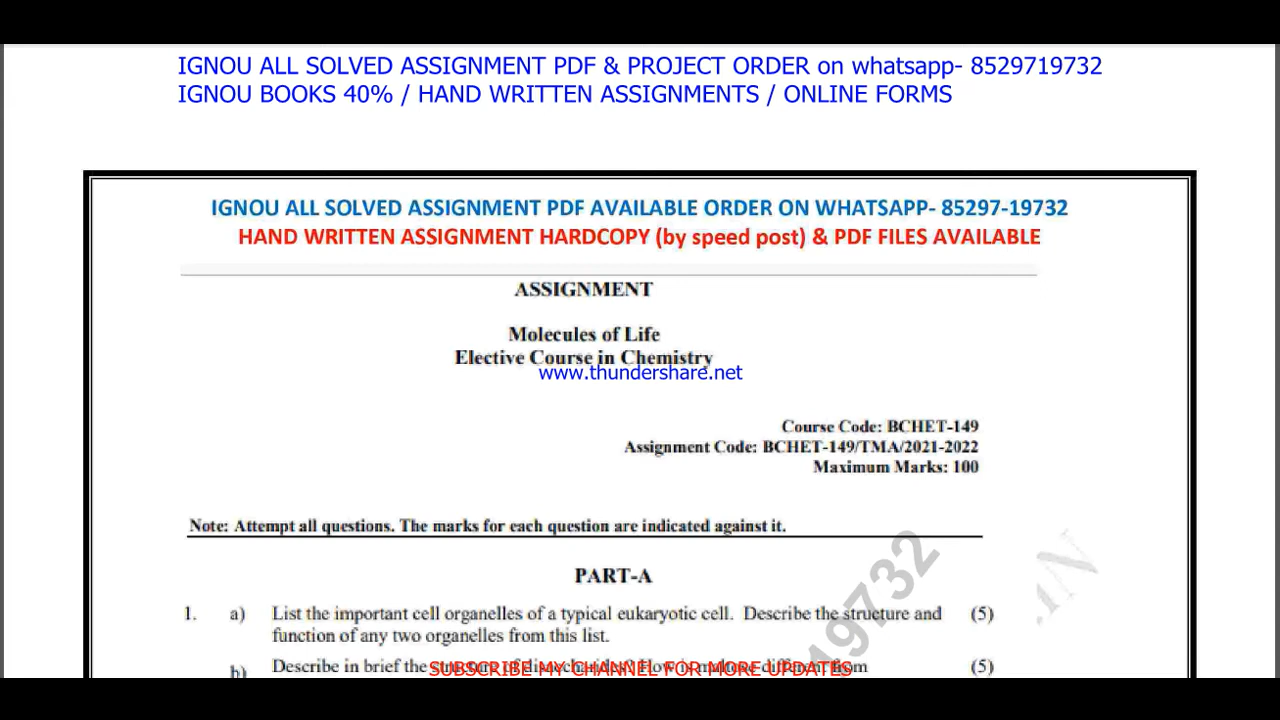 IGNOU ALL SOLVED ASSIGNMENT PDF & PROJECT ORDER on whatsapp- 8529719732
IGNOU BOOKS 40% / HAND WRITTEN ASSIGNMENTS / ONLINE FORMS
IGNOU ALL SOLVED ASSIGNMENT PDF AVAILABLE ORDER ON WHATSAPP- 85297-19732
HAND WRITTEN ASSIGNMENT HARDCOPY (by speed post) & PDF FILES AVAILABLE
ASSIGNMENT
Molecules of Life
Elective Course in Chemistry
www.thundershare.net
Course Code: BCHET-149
Assignment Code: BCHET-149/TMA/2021-2022
Maximum Marks: 100
Note: Attempt all questions. The marks for each question are indicated against it.
PART-A
1. a) List the important cell organelles of a typical eukaryotic cell. Describe the structure and (5)
function of any two organelles from this list.
b) Describe in brief the from (5)
SUBSCRIBE MY CHANNEL FOR MORE UPDATES
19732